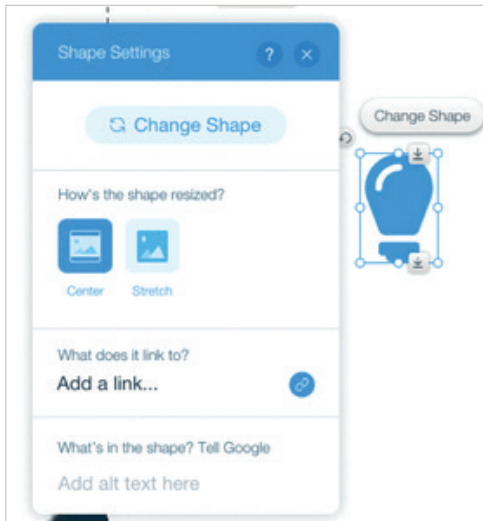 Shape Settings
?
Change Shape
Change Shape
How's the shape resized?
Center Stretch
What does it link to?
Add a link...
What's in the shape? Tell Google
Add alt text here